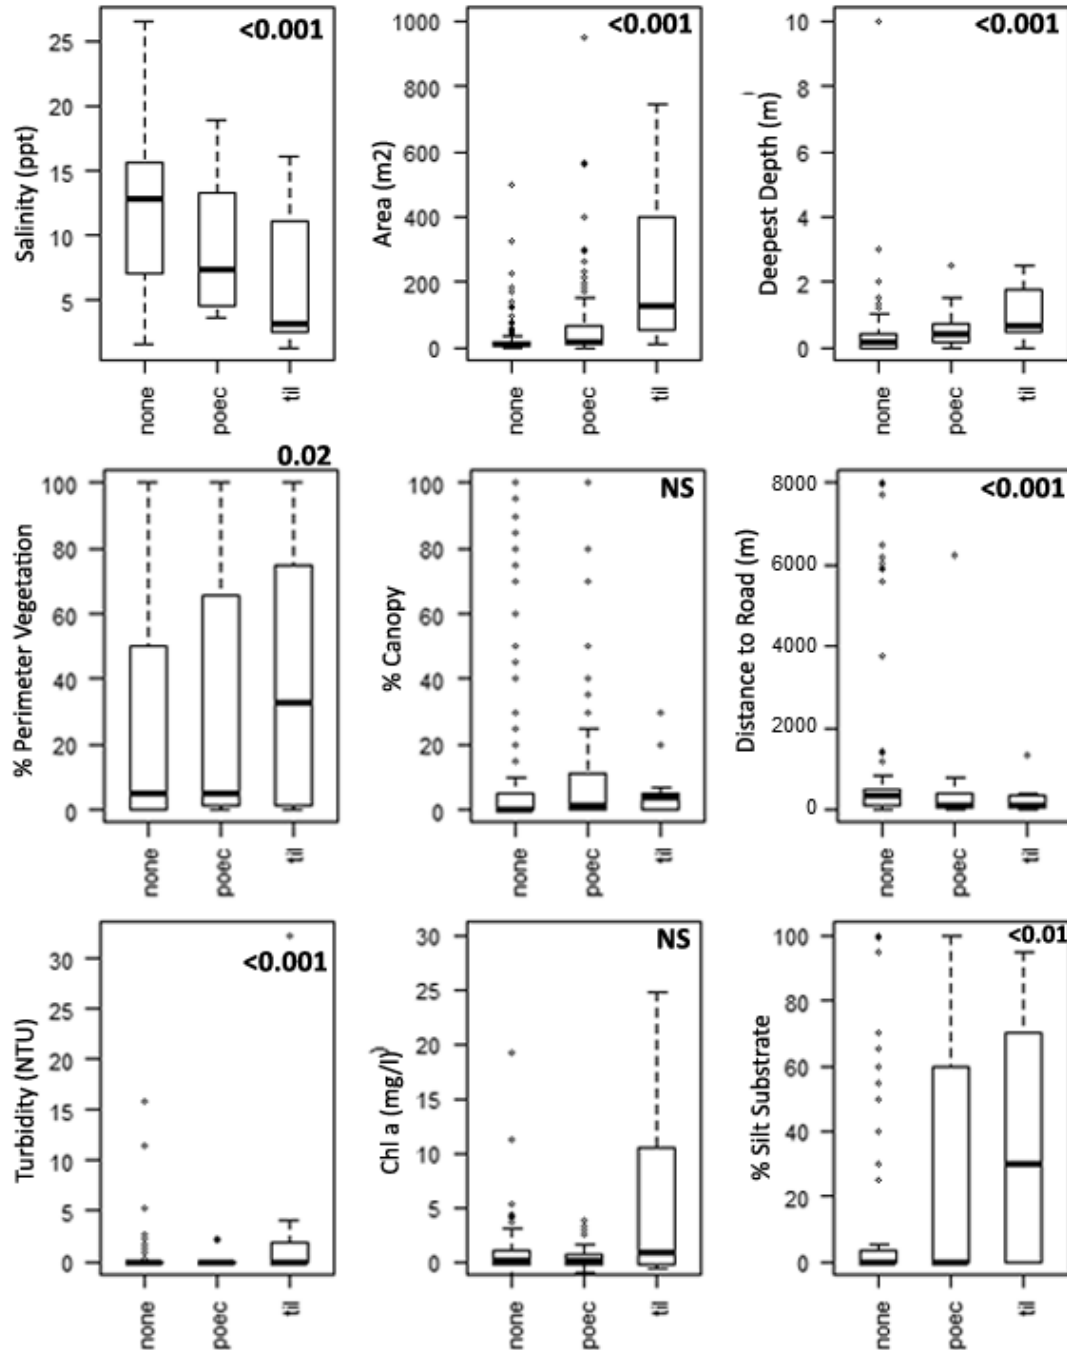 Salinity (ppt)
25
20
15
10
5
<0.001
none
poec
til
Area (m2)
1000
800
600
400
200
0
<0.001
none
poec
til
Deepest Depth (m)
10
8
6
4
2
0
<0.001
none
poec
til
% Perimeter Vegetation
100
80
60
40
20
0
0.02
none
poec
til
% Canopy
100
80
60
40
20
0
NS
none
poec
til
Distance to Road (m)
8000
6000
4000
2000
0
<0.001
none
poec
til
Turbidity (NTU)
30
25
20
15
10
5
0
<0.001
none
poec
til
Chl a (mg/l)
30
25
20
15
10
5
0
NS
none
poec
til
% Silt Substrate
100
80
60
40
20
0
<0.01
none
poec
til